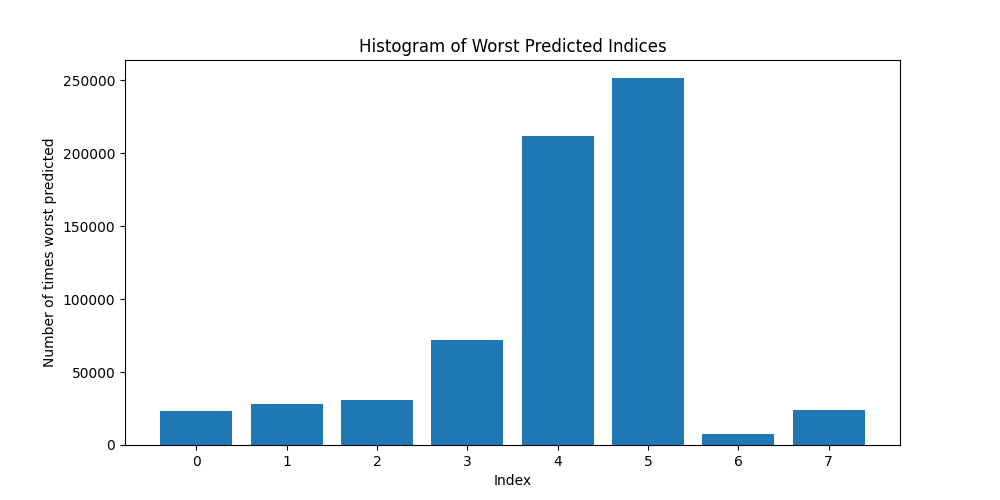 Histogram of Worst Predicted Indices
Number of times worst predicted
250000
200000
150000
100000
50000
0
0 1 2 3 4 5 6 7
Index